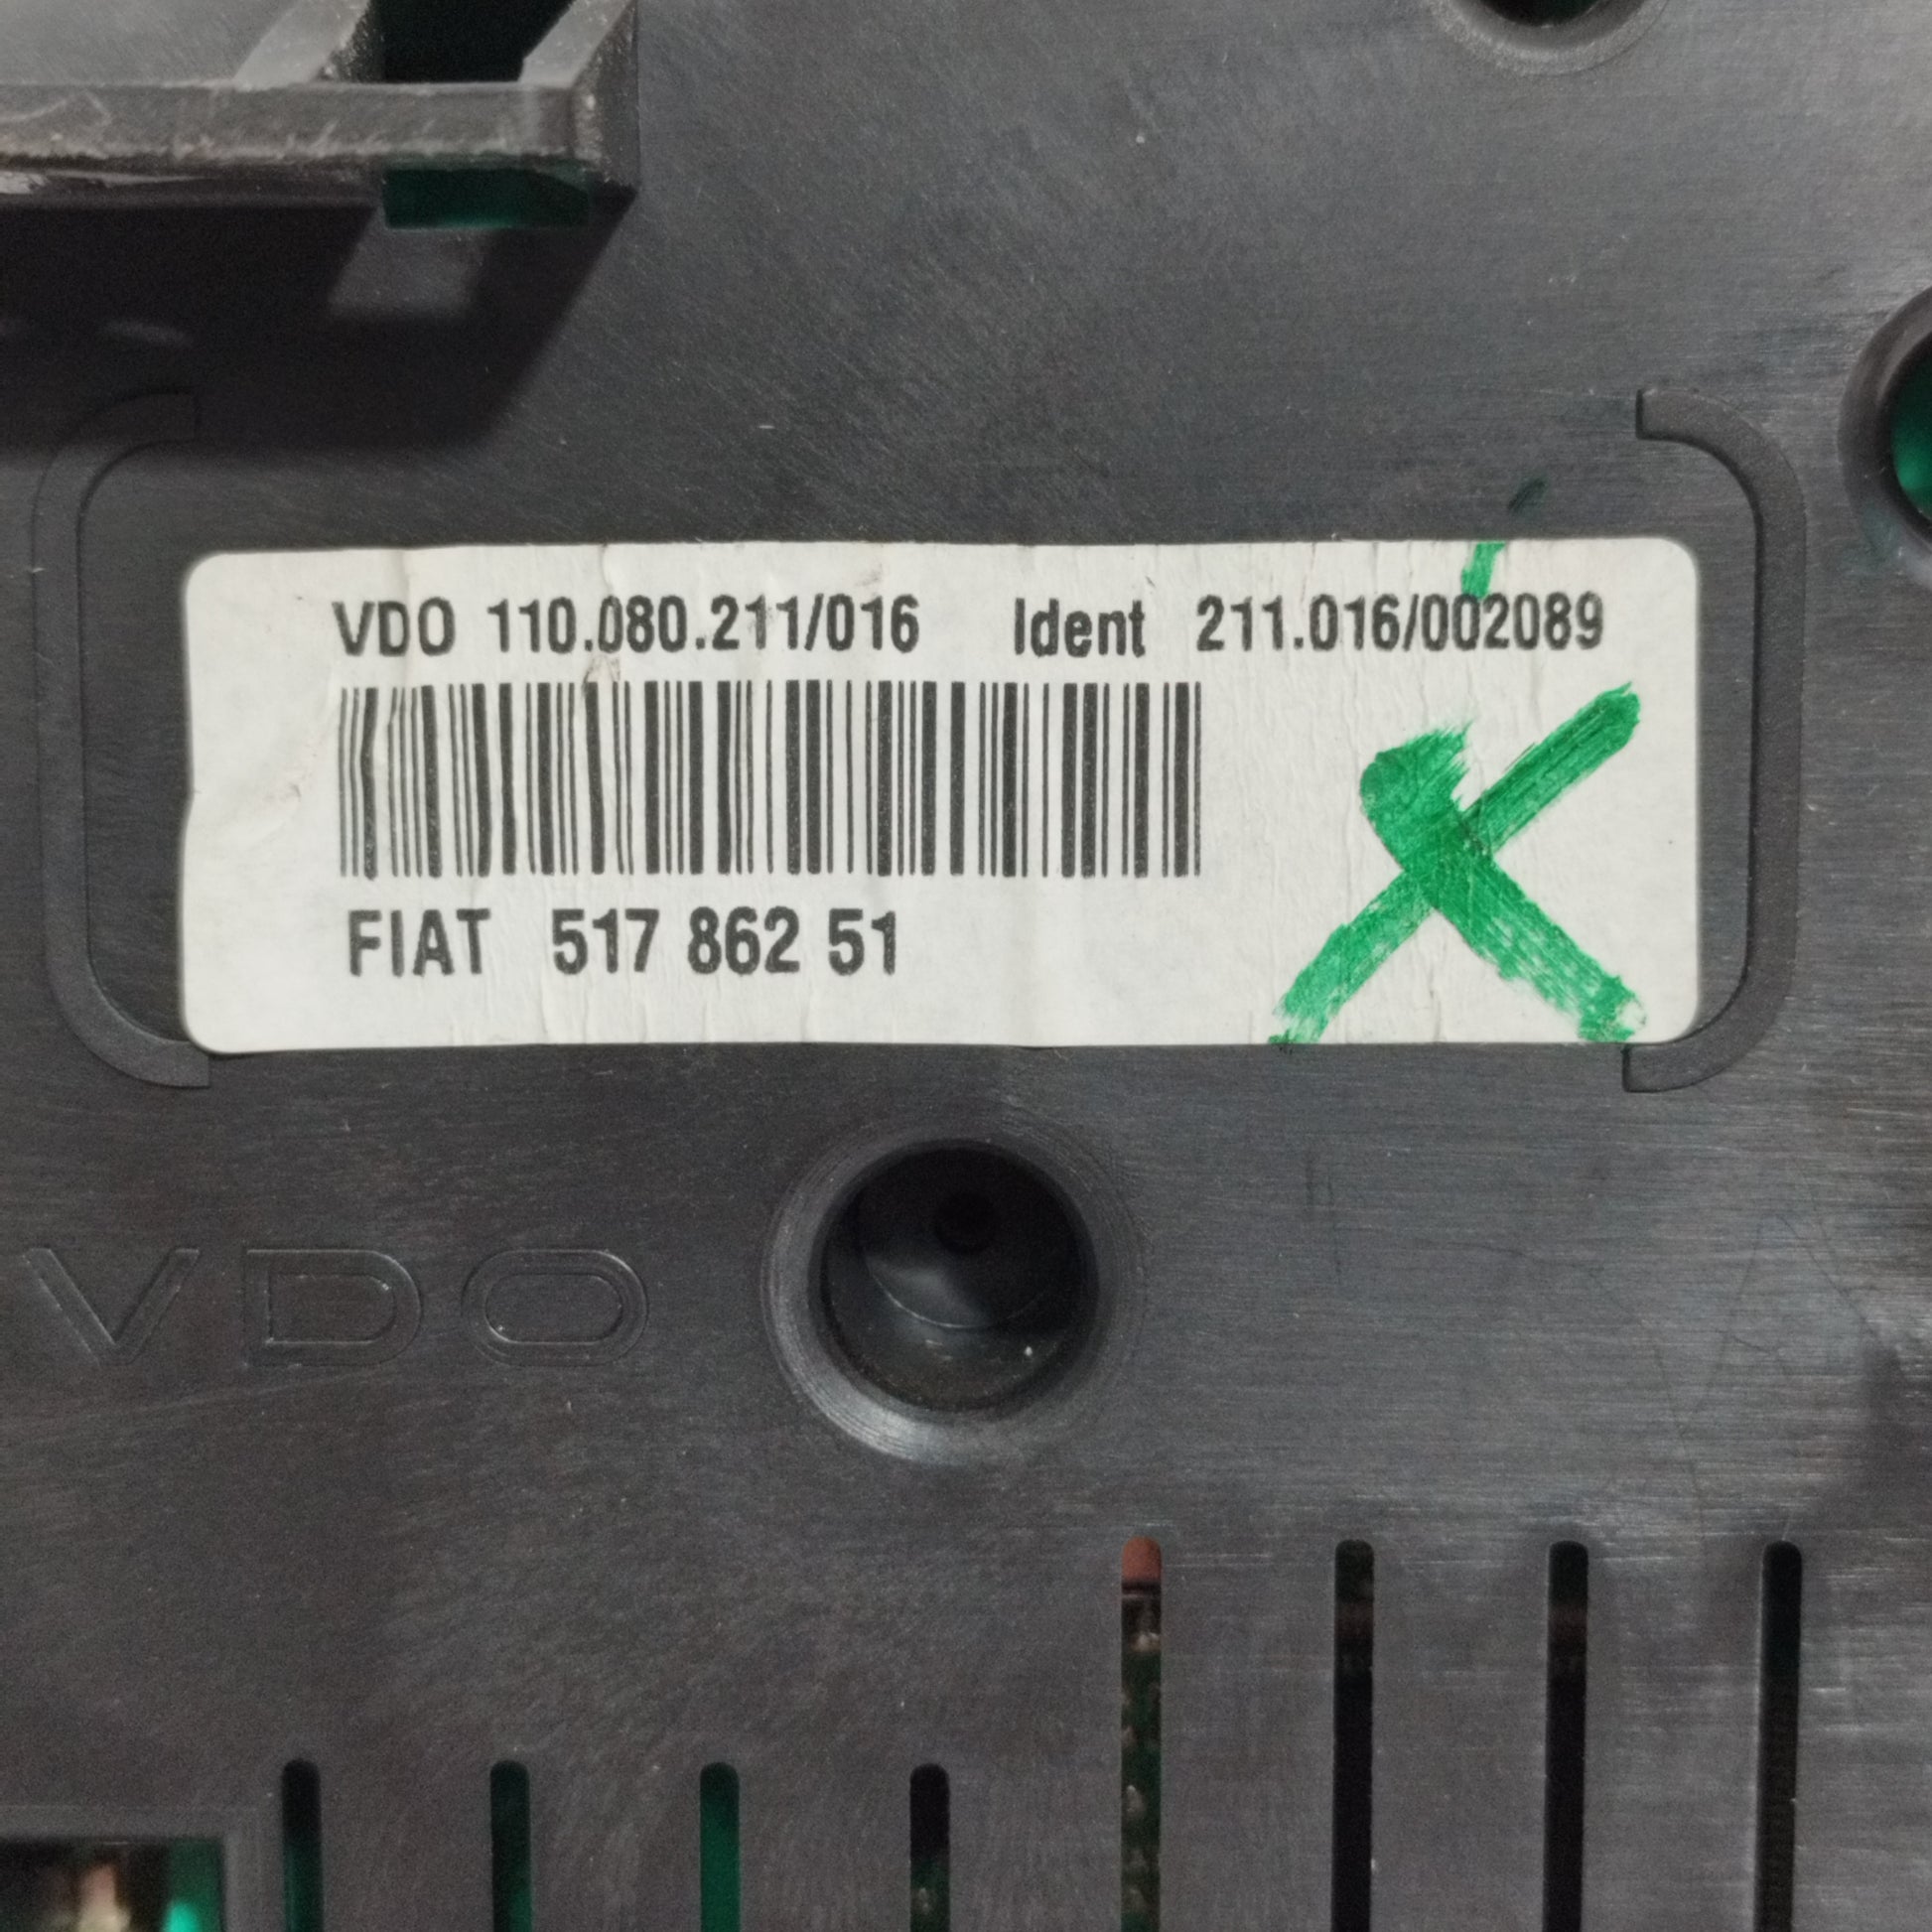 VDO 110.080.211/016 Ident 211.016/002089
FIAT 517 862 51
VDO